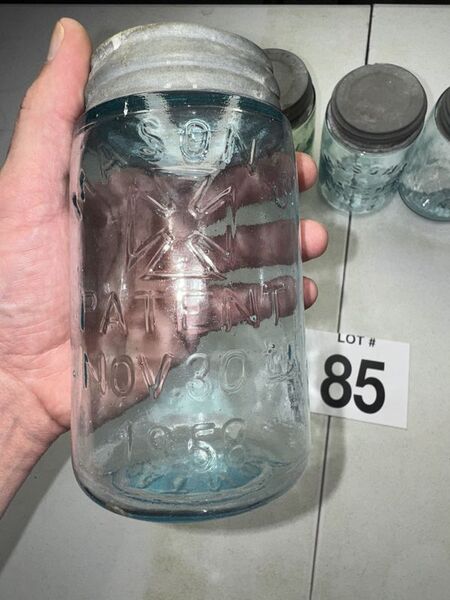 MASON'S
PATENT
NOV. 30TH
1858
LOT #
85